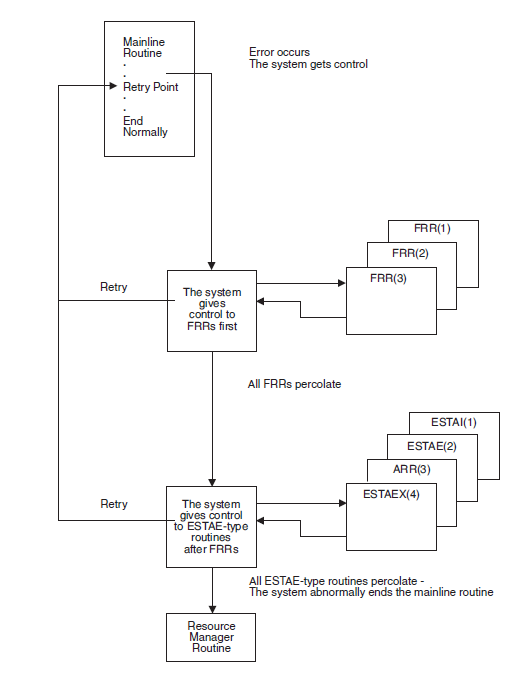 Mainline
Routine
.
.
Retry Point
.
.
End
Normally
Error occurs
The system gets control
FRR(1)
FRR(2)
FRR(3)
Retry
The system
gives
control to
FRRs first
All FRRs percolate
ESTAI(1)
ESTAE(2)
ARR(3)
ESTAEX(4)
Retry
The system
gives control
to ESTAE-type
routines
after FRRs
All ESTAE-type routines percolate -
The system abnormally ends the mainline routine
Resource
Manager
Routine